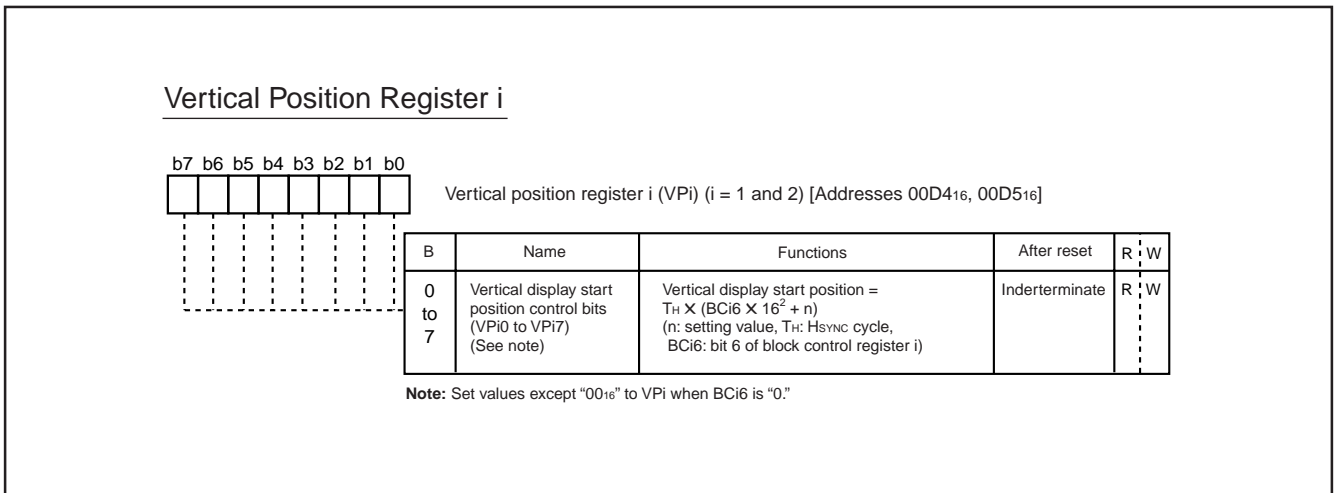 Vertical Position Register i
b7 b6 b5 b4 b3 b2 b1 b0
Vertical position register i (VPi) (i = 1 and 2) [Addresses 00D4₁₆, 00D5₁₆]
B Name Functions After reset R W
0 to 7
Vertical display start
position control bits
(VPi0 to VPi7)
(See note)
Vertical display start position =
TH X (BCi6 X 16² + n)
(n: setting value, TH: HSYNC cycle,
BCi6: bit 6 of block control register i)
Inderterminate R W
Note: Set values except “00₁₆” to VPi when BCi6 is “0.”